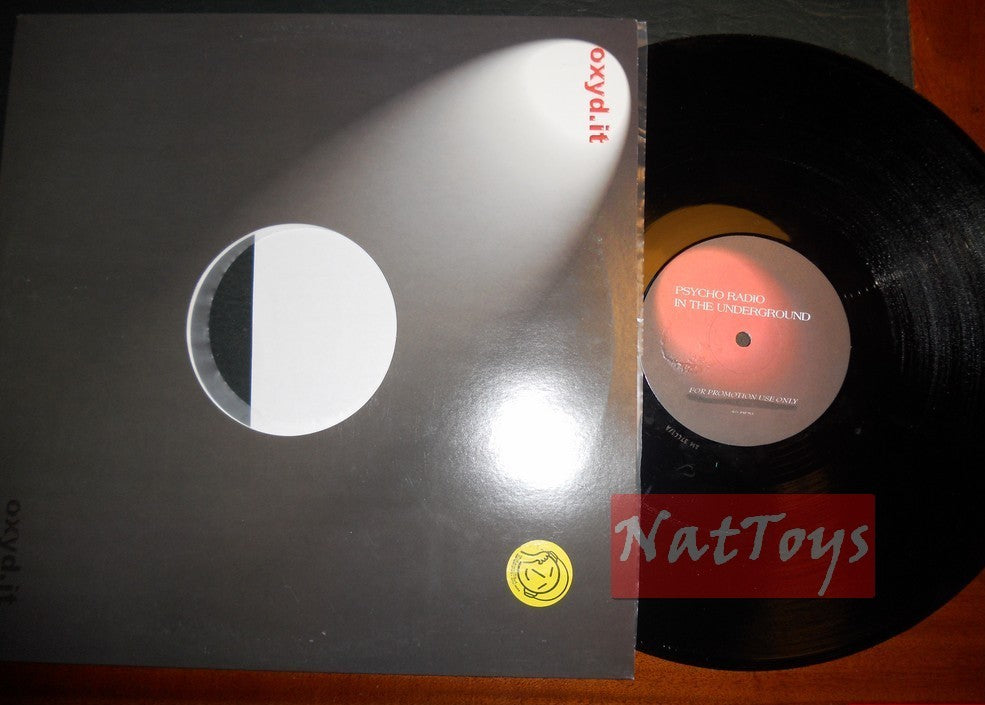 oxyd.it
PSYCHO RADIO
IN THE UNDERGROUND
FOR PROMOTION USE ONLY
oxyd.it
NatToys